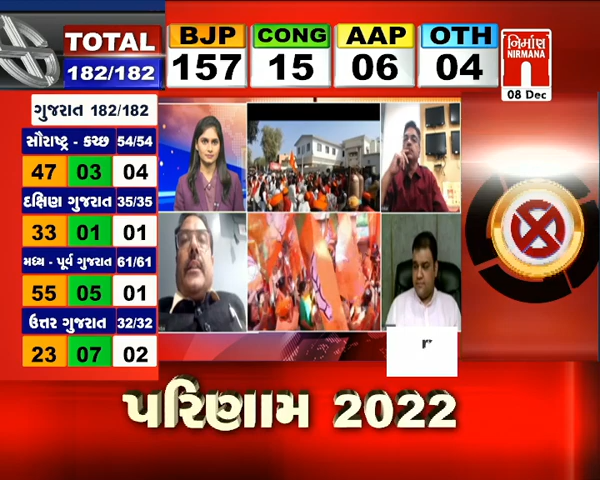 TOTAL BJP CONG AAP OTH
182/182 157 15 06 04
નિર્માણ
NIRMANA
08 Dec
ગુજરાત 182/182
સૌરાષ્ટ્ર - કચ્છ 54/54
47 03 04
દક્ષિણ ગુજરાત 35/35
33 01 01
મધ્ય - પૂર્વ ગુજરાત 61/61
55 05 01
ઉત્તર ગુજરાત 32/32
23 07 02
પરિણામ 2022